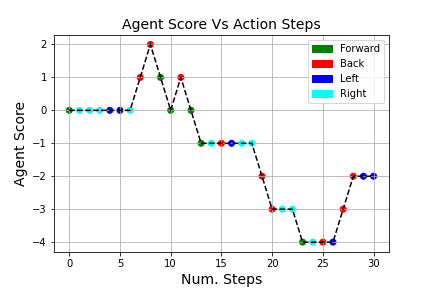 Agent Score Vs Action Steps
Agent Score
2
1
0
−1
−2
−3
−4
Forward
Back
Left
Right
0 5 10 15 20 25 30
Num. Steps